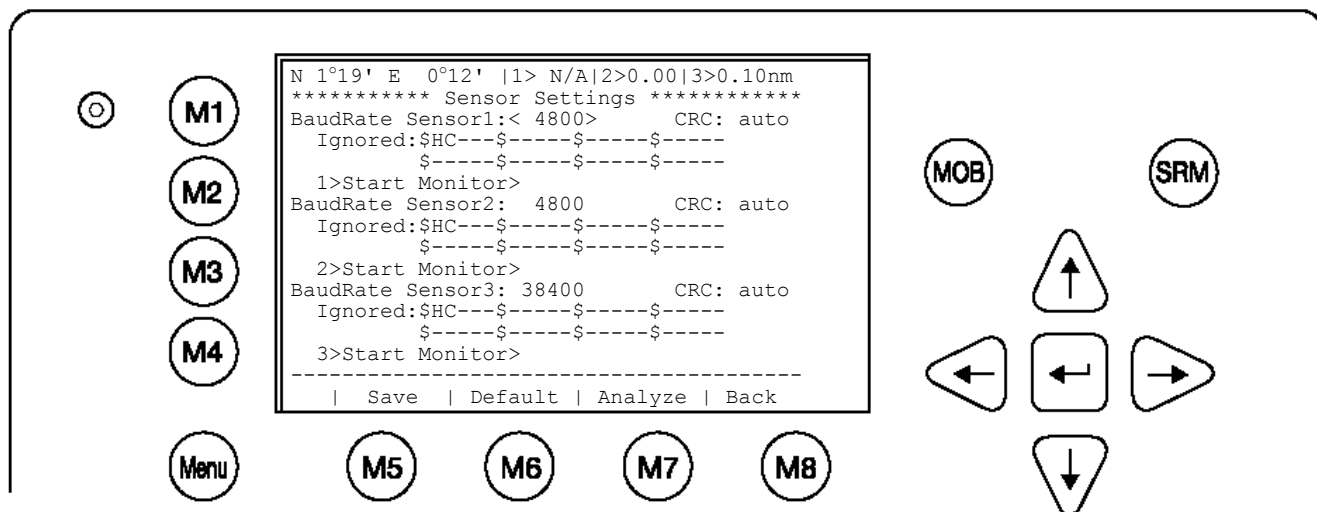 N 1°19' E  0°12' |1> N/A|2>0.00|3>0.10nm
*********** Sensor Settings ************
BaudRate Sensor1:< 4800>      CRC: auto
  Ignored:$HC---$-----$-----$-----
          $-----$-----$-----$-----
  1>Start Monitor>
BaudRate Sensor2:  4800       CRC: auto
  Ignored:$HC---$-----$-----$-----
          $-----$-----$-----$-----
  2>Start Monitor>
BaudRate Sensor3: 38400       CRC: auto
  Ignored:$HC---$-----$-----$-----
          $-----$-----$-----$-----
  3>Start Monitor>
----------------------------------------
   |  Save  | Default | Analyze | Back
M1
M2
M3
M4
MOB
SRM
Menu
M5
M6
M7
M8